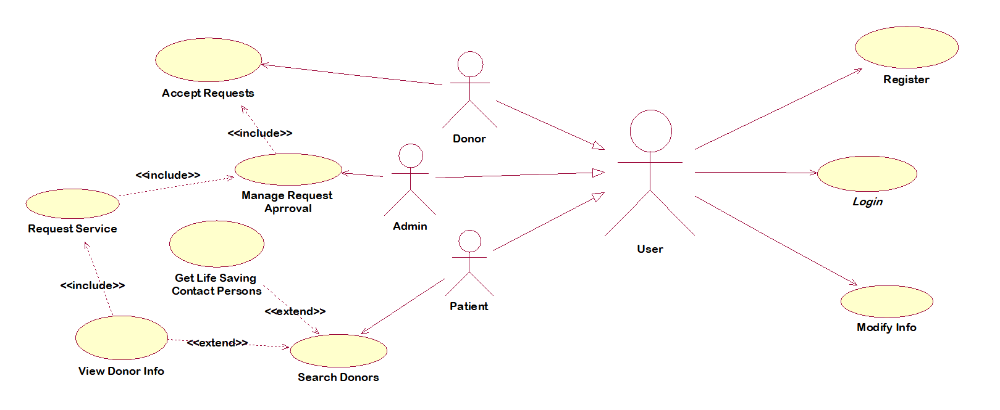 Register
Accept Requests
<<include>>
Donor
<<include>>
Manage Request
Aprroval
Login
Request Service
Admin
User
Get Life Saving
Contact Persons
<<include>>
Patient
<<extend>>
Modify Info
<<extend>>
View Donor Info
Search Donors